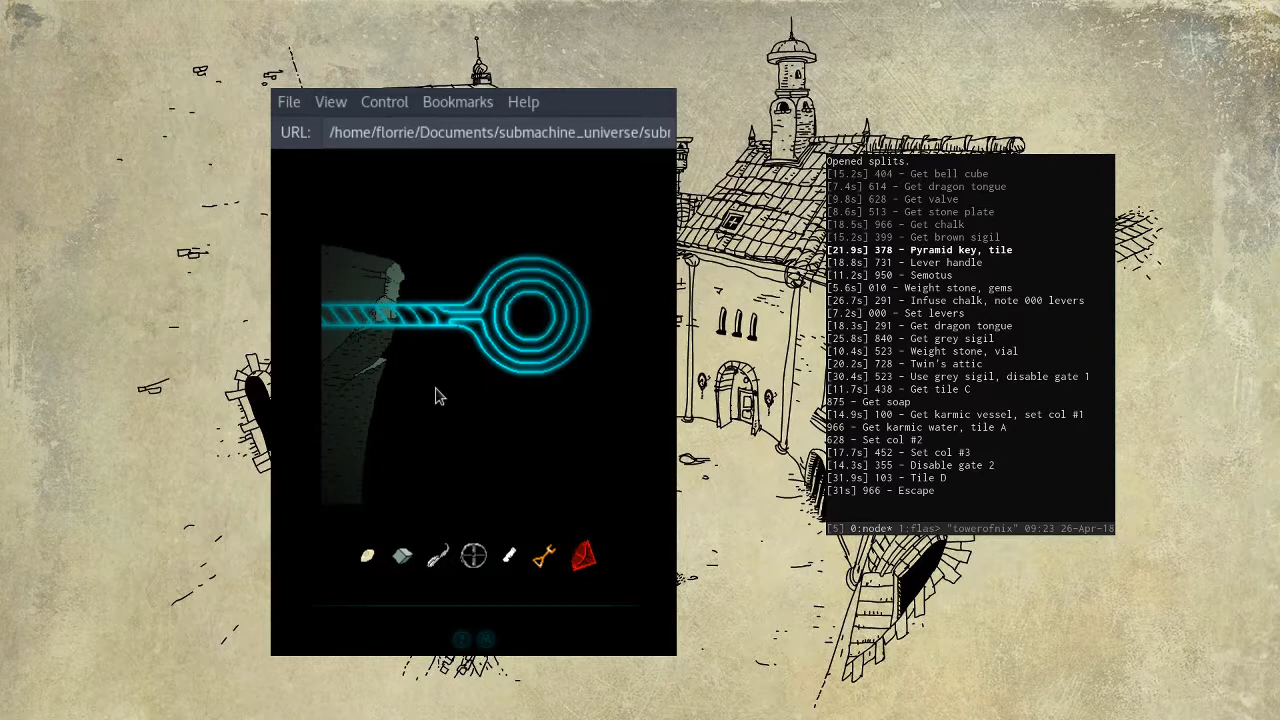 File View Control Bookmarks Help
URL: /home/florrie/Documents/submachine_universe/subm
Opened splits.
[15.2s] 404 - Get bell cube
[7.4s] 614 - Get dragon tongue
[9.8s] 628 - Get valve
[8.6s] 513 - Get stone plate
[18.5s] 966 - Get chalk
[15.2s] 399 - Get brown sigil
[21.9s] 378 - Pyramid key, tile
[18.8s] 731 - Lever handle
[11.2s] 950 - Semotus
[5.6s] 010 - Weight stone, gems
[26.7s] 291 - Infuse chalk, note 000 levers
[7.2s] 000 - Set levers
[18.3s] 291 - Get dragon tongue
[25.8s] 840 - Get grey sigil
[10.4s] 523 - Weight stone, vial
[20.2s] 728 - Twin's attic
[30.4s] 523 - Use grey sigil, disable gate 1
[11.7s] 438 - Get tile C
875 - Get soap
[14.9s] 100 - Get karmic vessel, set col #1
966 - Get karmic water, tile A
628 - Set col #2
[17.7s] 452 - Set col #3
[14.3s] 355 - Disable gate 2
[31.9s] 103 - Tile D
[31s] 966 - Escape
[5] 0:node* 1:flas> "towerofnix" 09:23 26-Apr-18